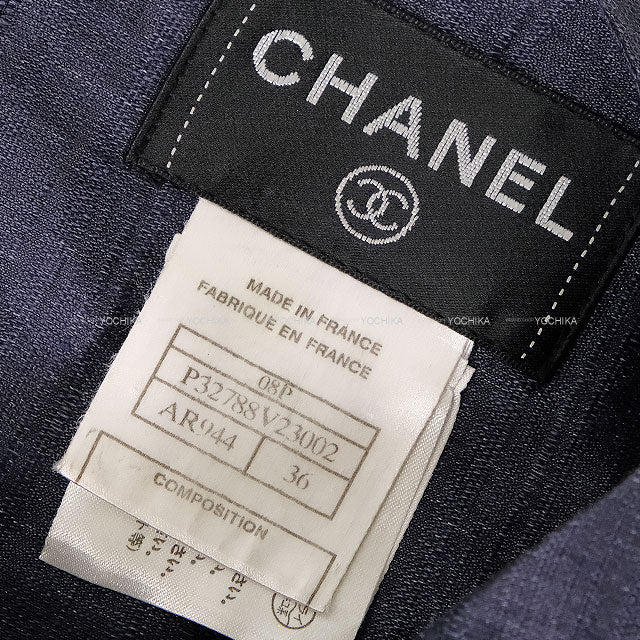 CHANEL
MADE IN FRANCE
FABRIQUE EN FRANCE
08P
P32788V23002
AR944 36
COMPOSITION
YOCHIKA YOCHIKA YOCHIKA YOCHIKA